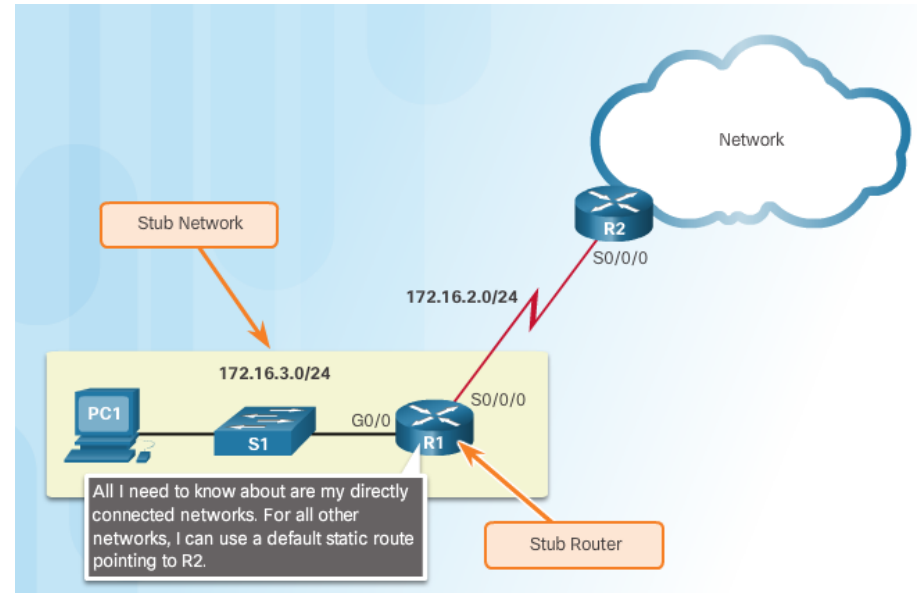 Network
Stub Network
R2
S0/0/0
172.16.2.0/24
172.16.3.0/24
S0/0/0
PC1
G0/0
S1
R1
All I need to know about are my directly
connected networks. For all other
networks, I can use a default static route
pointing to R2.
Stub Router